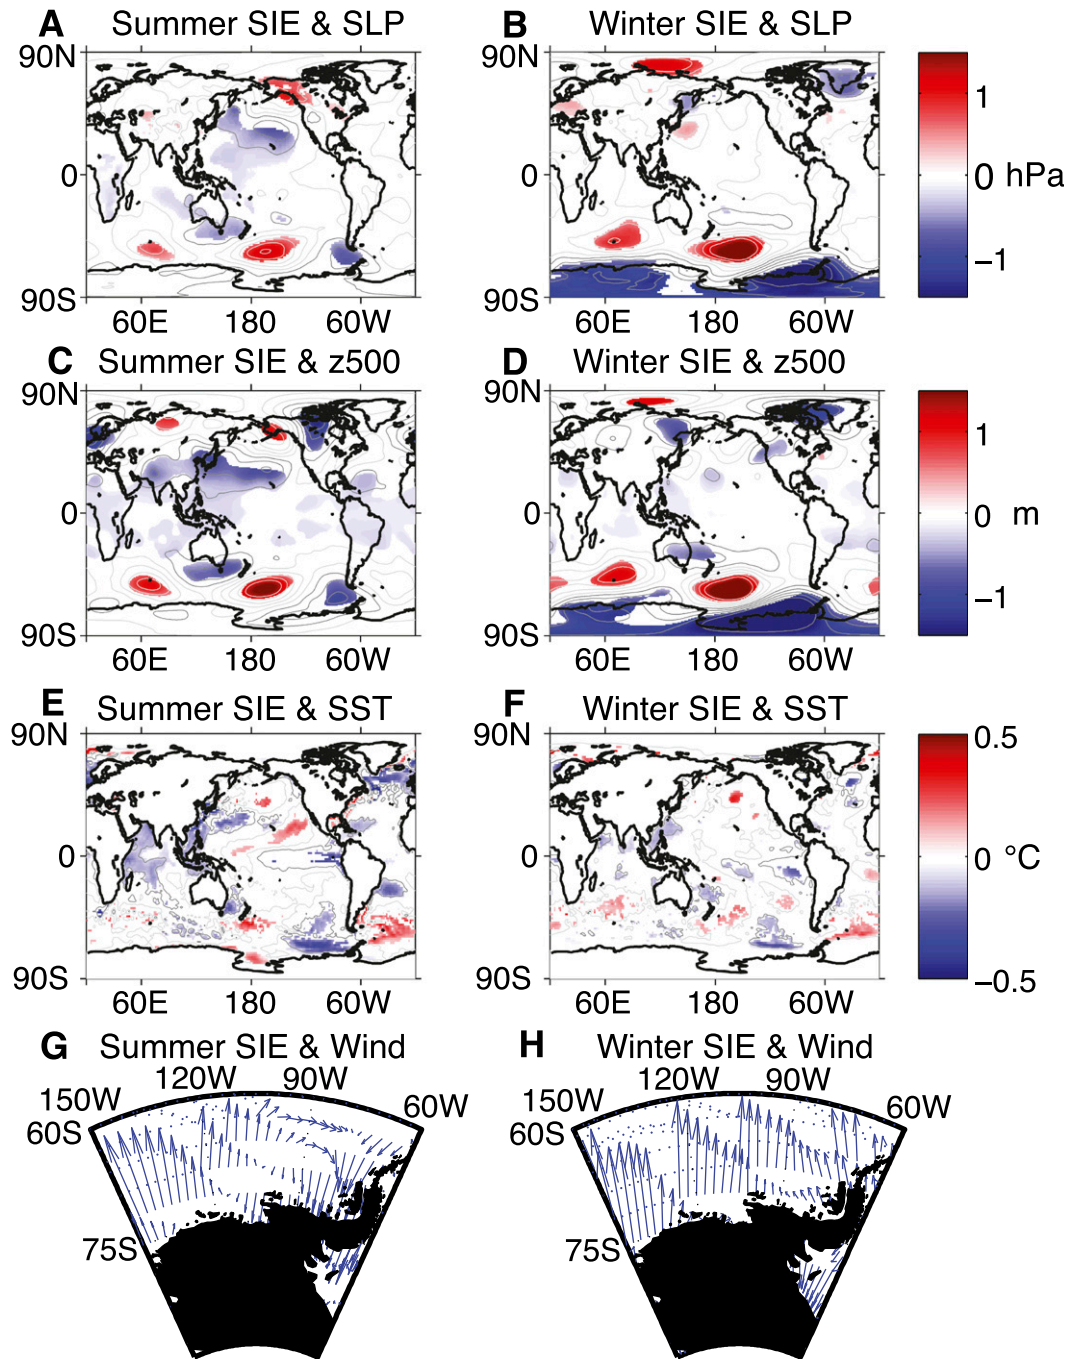 A Summer SIE & SLP
B Winter SIE & SLP
90N
0
90S
60E 180 60W
60E 180 60W
1
0 hPa
−1
C Summer SIE & z500
D Winter SIE & z500
90N
0
90S
90N
0
90S
60E 180 60W
60E 180 60W
1
0 m
−1
E Summer SIE & SST
F Winter SIE & SST
90N
0
90S
90N
0
90S
60E 180 60W
60E 180 60W
0.5
0 °C
−0.5
G Summer SIE & Wind
H Winter SIE & Wind
150W 120W 90W 60W
60S
75S
150W 120W 90W 60W
60S
75S
90N
0
90S